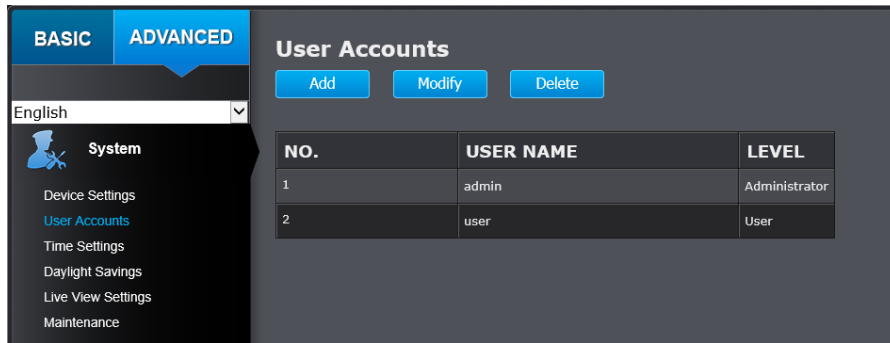 BASIC
ADVANCED
English
System
Device Settings
User Accounts
Time Settings
Daylight Savings
Live View Settings
Maintenance
User Accounts
Add Modify Delete
NO. USER NAME LEVEL
1 admin Administrator
2 user User